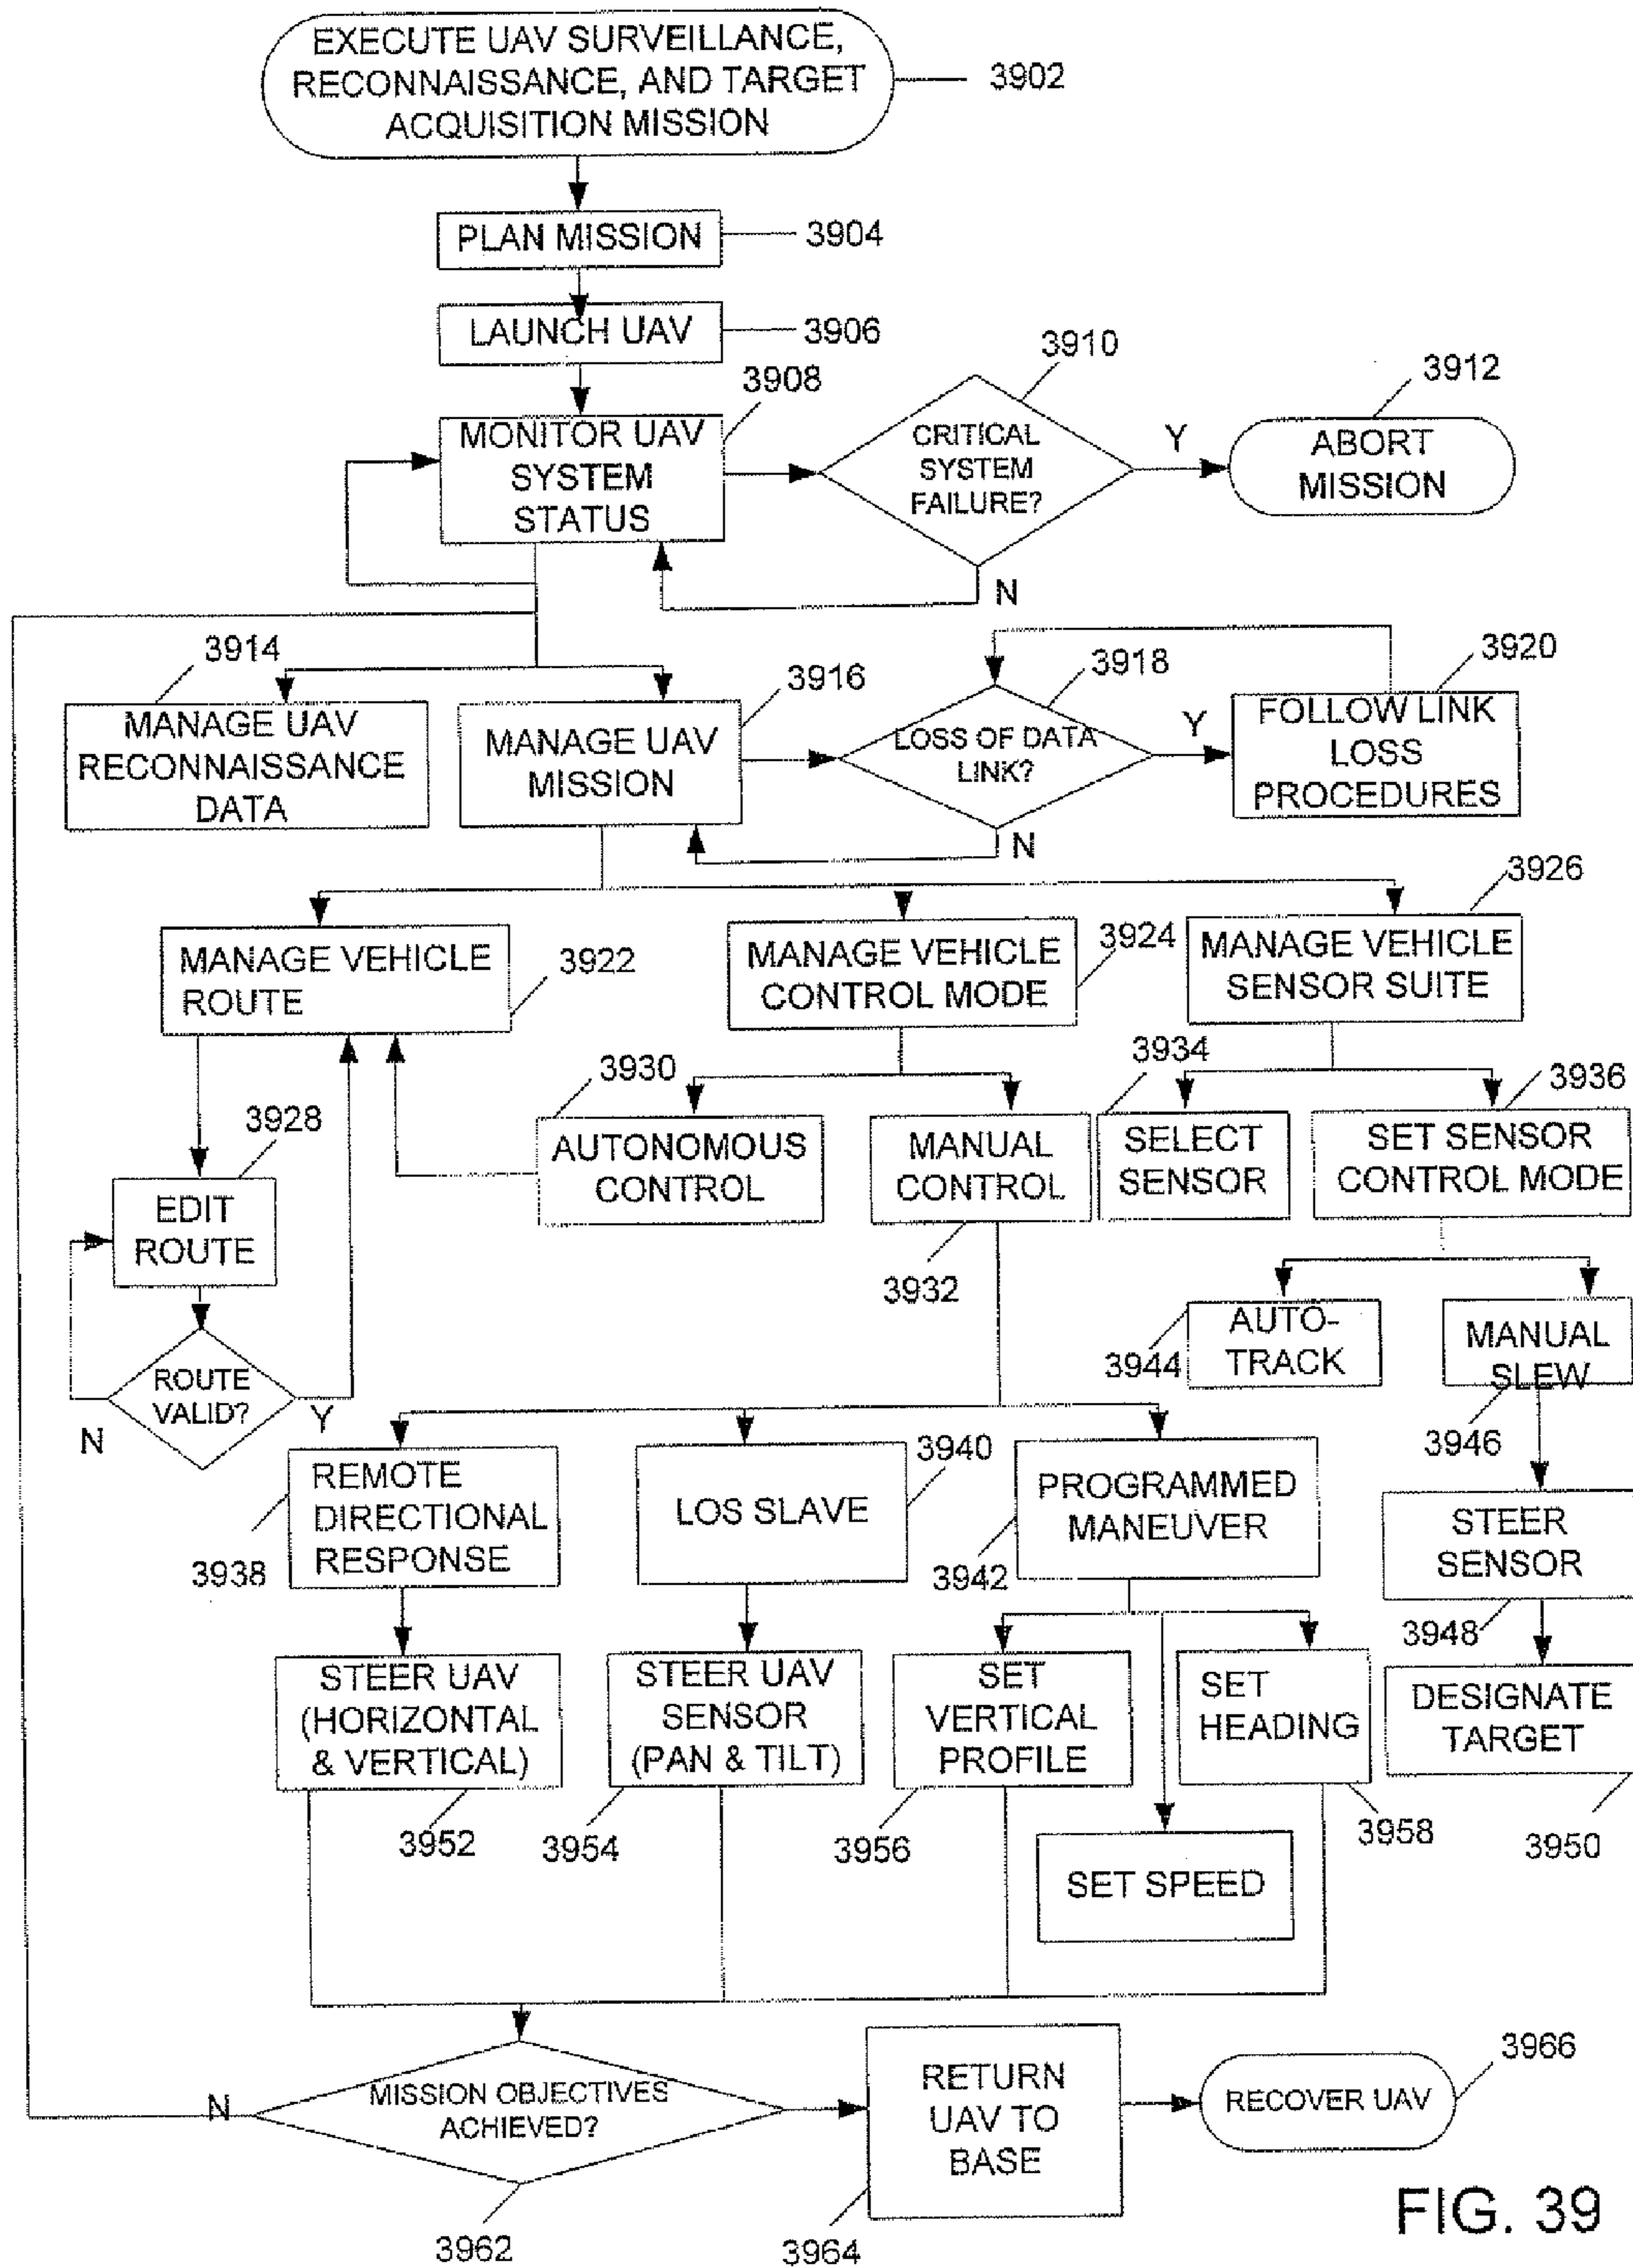 EXECUTE UAV SURVEILLANCE,
RECONNAISSANCE, AND TARGET
ACQUISITION MISSION
3902
PLAN MISSION
3904
LAUNCH UAV
3906
3908
MONITOR UAV
SYSTEM
STATUS
3910
CRITICAL
SYSTEM
FAILURE?
Y
N
3912
ABORT
MISSION
3914
MANAGE UAV
RECONNAISSANCE
DATA
3916
MANAGE UAV
MISSION
3918
LOSS OF DATA
LINK?
Y
N
3920
FOLLOW LINK
LOSS
PROCEDURES
MANAGE VEHICLE
ROUTE
3922
MANAGE VEHICLE
CONTROL MODE
3924
3926
MANAGE VEHICLE
SENSOR SUITE
3928
EDIT
ROUTE
ROUTE
VALID?
N
Y
3930
AUTONOMOUS
CONTROL
MANUAL
CONTROL
3932
3934
SELECT
SENSOR
3936
SET SENSOR
CONTROL MODE
AUTO-
TRACK
3944
MANUAL
SLEW
3946
REMOTE
DIRECTIONAL
RESPONSE
3938
3940
LOS SLAVE
PROGRAMMED
MANEUVER
3942
STEER
SENSOR
3948
STEER UAV
(HORIZONTAL
& VERTICAL)
3952
STEER UAV
SENSOR
(PAN & TILT)
3954
SET
VERTICAL
PROFILE
3956
SET
HEADING
3958
DESIGNATE
TARGET
3950
SET SPEED
N
MISSION OBJECTIVES
ACHIEVED?
3962
RETURN
UAV TO
BASE
3964
RECOVER UAV
3966
FIG. 39